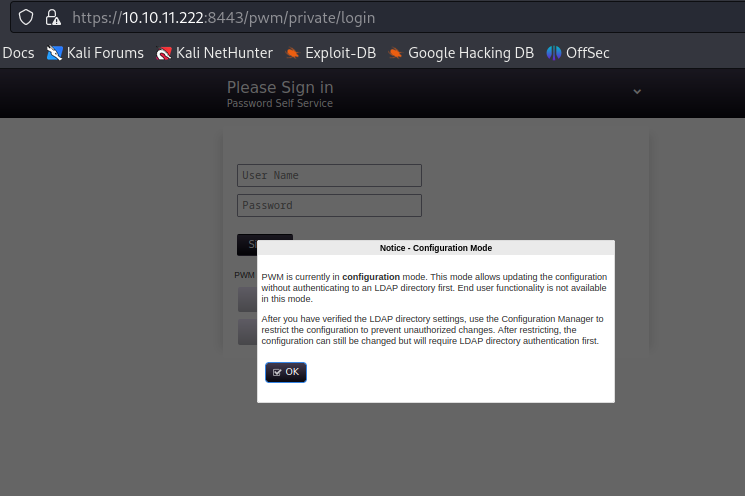 https://10.10.11.222:8443/pwm/private/login
Docs Kali Forums Kali NetHunter Exploit-DB Google Hacking DB OffSec
Please Sign in
Password Self Service
User Name
Password
Notice - Configuration Mode
PWM
PWM is currently in configuration mode. This mode allows updating the configuration
without authenticating to an LDAP directory first. End user functionality is not available
in this mode.
After you have verified the LDAP directory settings, use the Configuration Manager to
restrict the configuration to prevent unauthorized changes. After restricting, the
configuration can still be changed but will require LDAP directory authentication first.
OK